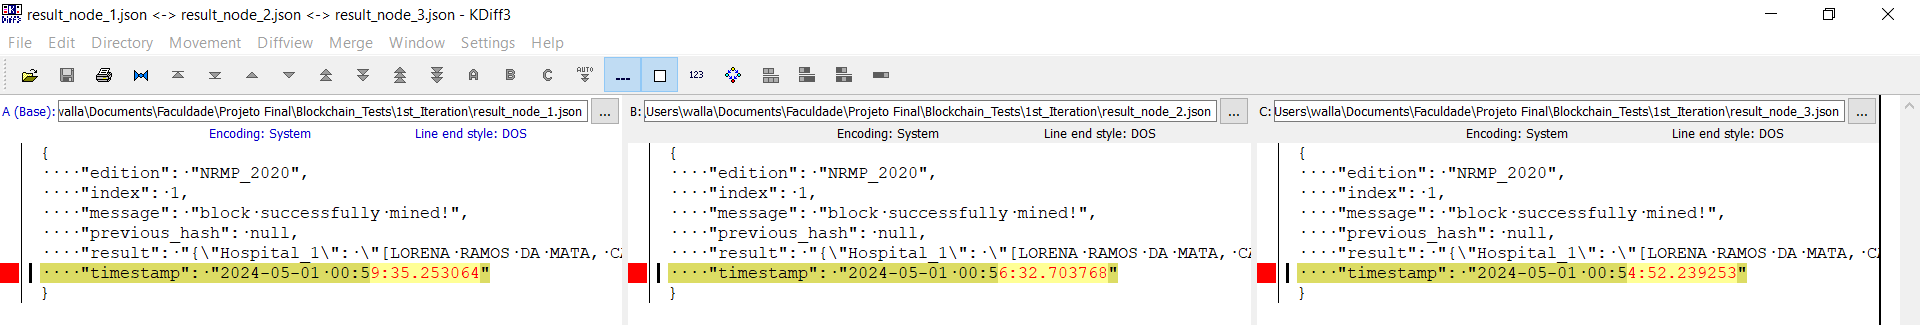 result_node_1.json <-> result_node_2.json <-> result_node_3.json - KDiff3
File Edit Directory Movement Diffview Merge Window Settings Help
A B C AUTO 123
A (Base): walla\Documents\Faculdade\Projeto Final\Blockchain_Tests\1st_Iteration\result_node_1.json ...
Encoding: System Line end style: DOS
{
····"edition":·"NRMP_2020",
····"index":·1,
····"message":·"block·successfully·mined!",
····"previous_hash":·null,
····"result":·"{\"Hospital_1\":·\"[LORENA·RAMOS·DA·MATA,·C
····"timestamp":·"2024-05-01·00:59:35.253064"
}
B: Users\walla\Documents\Faculdade\Projeto Final\Blockchain_Tests\1st_Iteration\result_node_2.json ...
Encoding: System Line end style: DOS
{
····"edition":·"NRMP_2020",
····"index":·1,
····"message":·"block·successfully·mined!",
····"previous_hash":·null,
····"result":·"{\"Hospital_1\":·\"[LORENA·RAMOS·DA·MATA,·CA
····"timestamp":·"2024-05-01·00:56:32.703768"
}
C: Users\walla\Documents\Faculdade\Projeto Final\Blockchain_Tests\1st_Iteration\result_node_3.json ...
Encoding: System Line end style: DOS
{
····"edition":·"NRMP_2020",
····"index":·1,
····"message":·"block·successfully·mined!",
····"previous_hash":·null,
····"result":·"{\"Hospital_1\":·\"[LORENA·RAMOS·DA·MATA,·CA
····"timestamp":·"2024-05-01·00:54:52.239253"
}